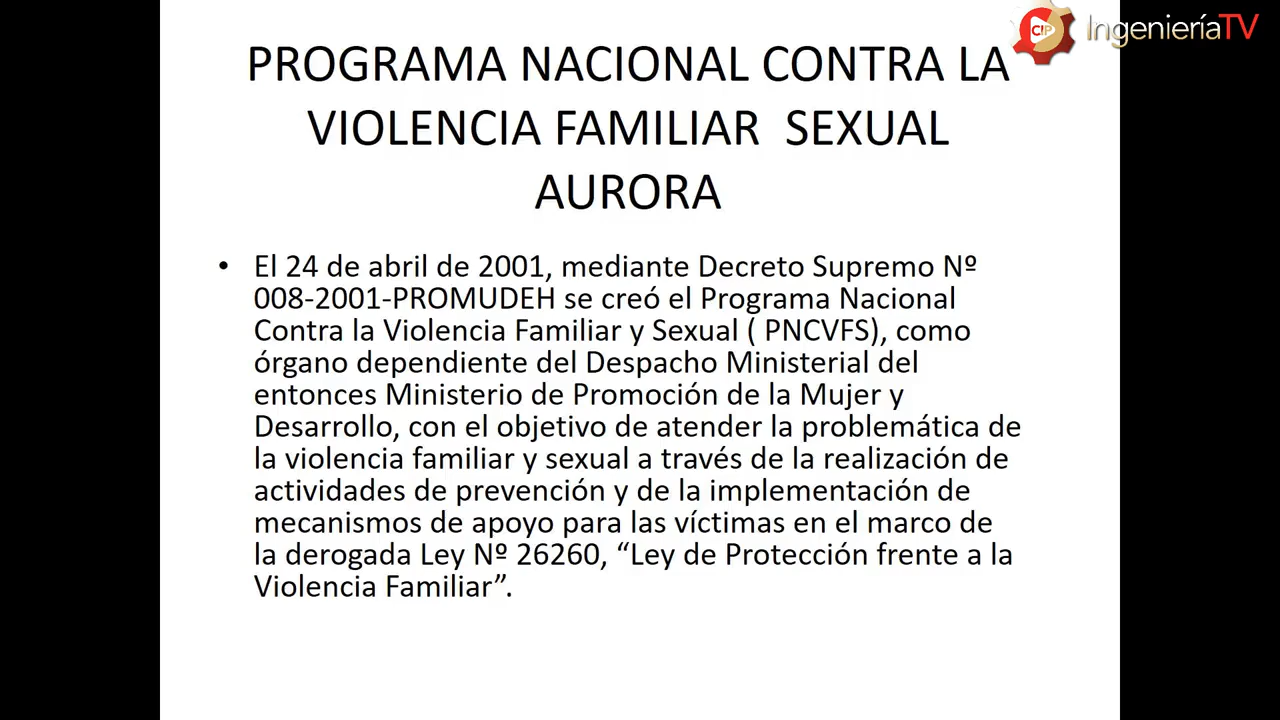 CIP IngenieríaTV
PROGRAMA NACIONAL CONTRA LA
VIOLENCIA FAMILIAR  SEXUAL
AURORA
• El 24 de abril de 2001, mediante Decreto Supremo Nº
008-2001-PROMUDEH se creó el Programa Nacional
Contra la Violencia Familiar y Sexual ( PNCVFS), como
órgano dependiente del Despacho Ministerial del
entonces Ministerio de Promoción de la Mujer y
Desarrollo, con el objetivo de atender la problemática de
la violencia familiar y sexual a través de la realización de
actividades de prevención y de la implementación de
mecanismos de apoyo para las víctimas en el marco de
la derogada Ley Nº 26260, “Ley de Protección frente a la
Violencia Familiar”.